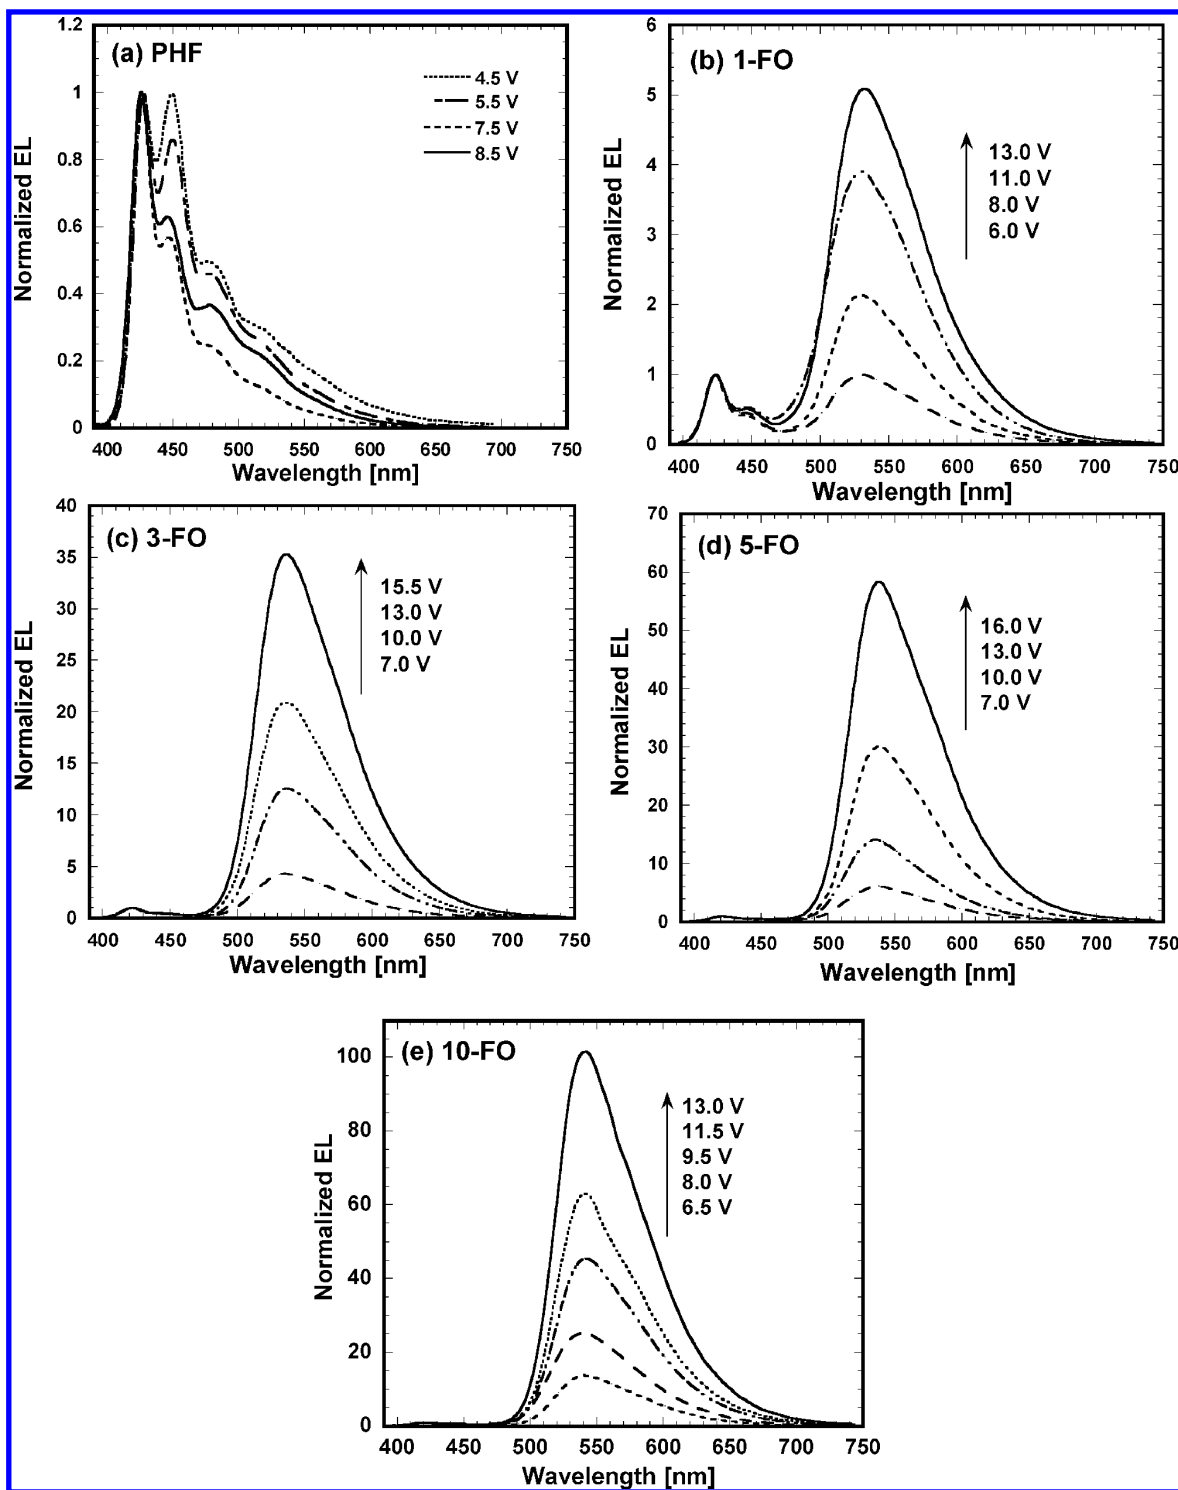 (a) PHF
4.5 V
5.5 V
7.5 V
8.5 V
Normalized EL
1.2
1
0.8
0.6
0.4
0.2
0
400 450 500 550 600 650 700 750
Wavelength [nm]
(b) 1-FO
13.0 V
11.0 V
8.0 V
6.0 V
Normalized EL
6
5
4
3
2
1
0
400 450 500 550 600 650 700 750
Wavelength [nm]
(c) 3-FO
15.5 V
13.0 V
10.0 V
7.0 V
Normalized EL
40
35
30
25
20
15
10
5
0
400 450 500 550 600 650 700 750
Wavelength [nm]
(d) 5-FO
16.0 V
13.0 V
10.0 V
7.0 V
Normalized EL
70
60
50
40
30
20
10
0
400 450 500 550 600 650 700 750
Wavelength [nm]
(e) 10-FO
13.0 V
11.5 V
9.5 V
8.0 V
6.5 V
Normalized EL
100
80
60
40
20
0
400 450 500 550 600 650 700 750
Wavelength [nm]